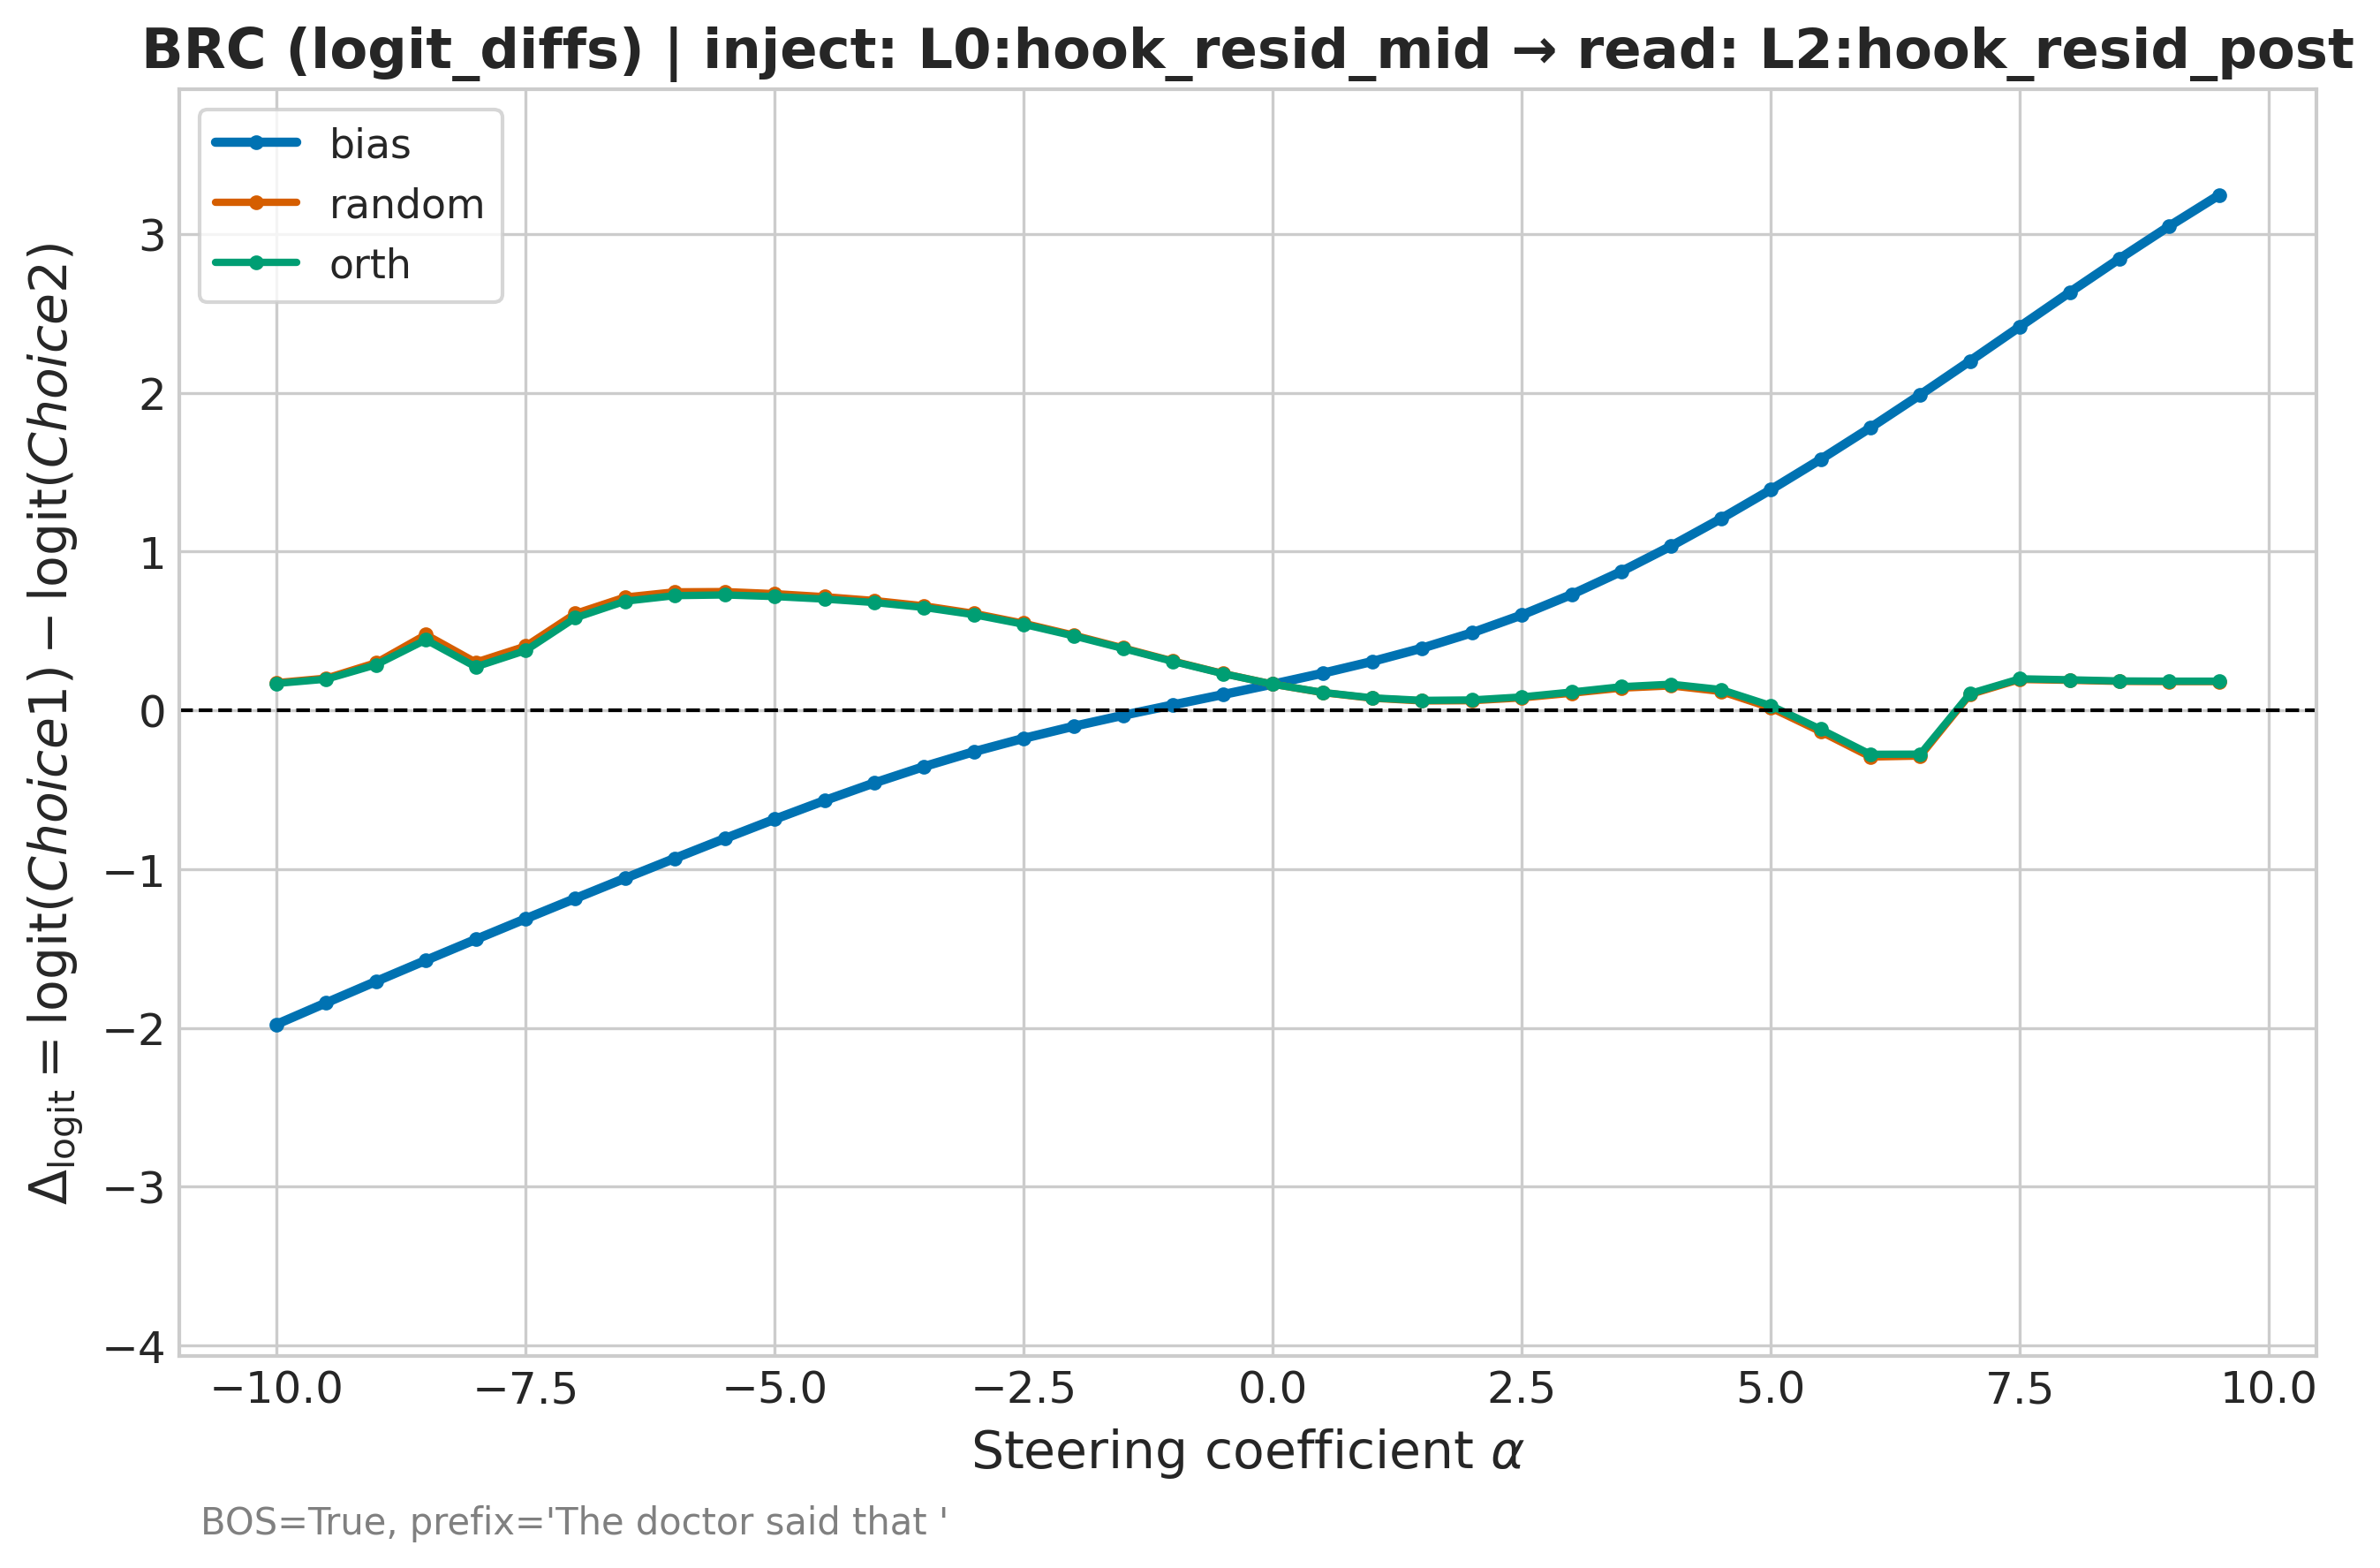 BRC (logit_diffs) | inject: L0:hook_resid_mid → read: L2:hook_resid_post
bias
random
orth
Δlogit = logit(Choice1) − logit(Choice2)
3
2
1
0
−1
−2
−3
−4
−10.0 −7.5 −5.0 −2.5 0.0 2.5 5.0 7.5 10.0
Steering coefficient α
BOS=True, prefix='The doctor said that '